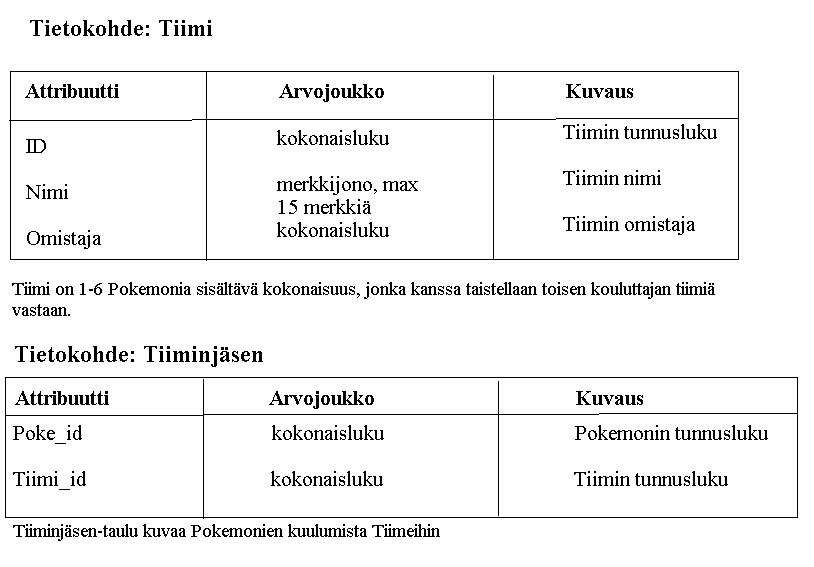 Tietokohde: Tiimi
Attribuutti Arvojoukko Kuvaus
ID kokonaisluku Tiimin tunnusluku
Nimi merkkijono, max Tiimin nimi
15 merkkiä
Omistaja kokonaisluku Tiimin omistaja
Tiimi on 1-6 Pokemonia sisältävä kokonaisuus, jonka kanssa taistellaan toisen kouluttajan tiimiä
vastaan.
Tietokohde: Tiiminjäsen
Attribuutti Arvojoukko Kuvaus
Poke_id kokonaisluku Pokemonin tunnusluku
Tiimi_id kokonaisluku Tiimin tunnusluku
Tiiminjäsen-taulu kuvaa Pokemonien kuulumista Tiimeihin